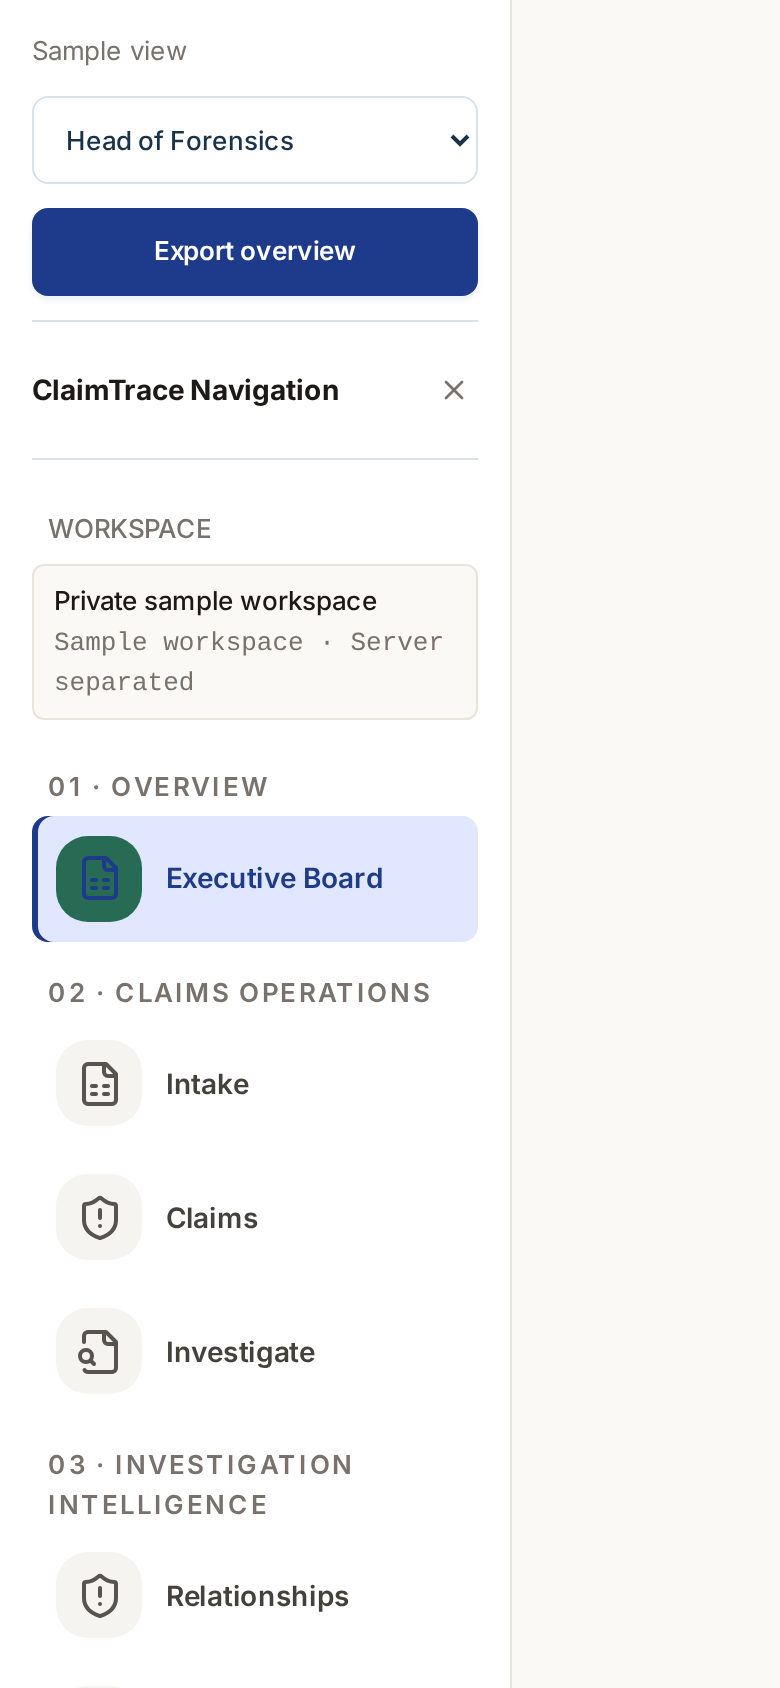 Sample view
Head of Forensics
Export overview
ClaimTrace Navigation
WORKSPACE
Private sample workspace
Sample workspace · Server
separated
01 · OVERVIEW
Executive Board
02 · CLAIMS OPERATIONS
Intake
Claims
Investigate
03 · INVESTIGATION
INTELLIGENCE
Relationships